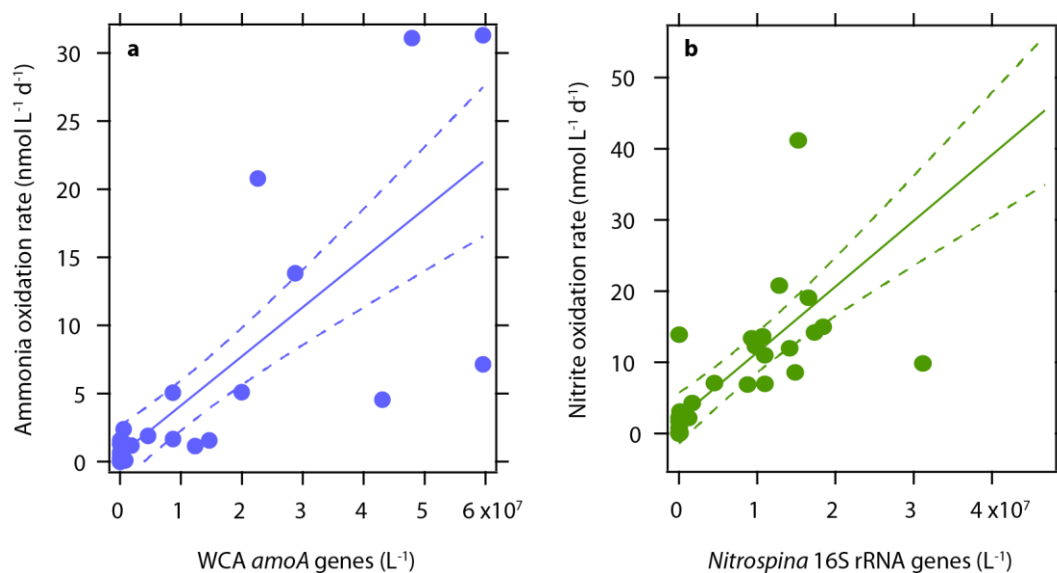 a
Ammonia oxidation rate (nmol L⁻¹ d⁻¹)
30
25
20
15
10
5
0
0 1 2 3 4 5 6 x10⁷
WCA amoA genes (L⁻¹)
b
Nitrite oxidation rate (nmol L⁻¹ d⁻¹)
50
40
30
20
10
0
0 1 2 3 4 x10⁷
Nitrospina 16S rRNA genes (L⁻¹)